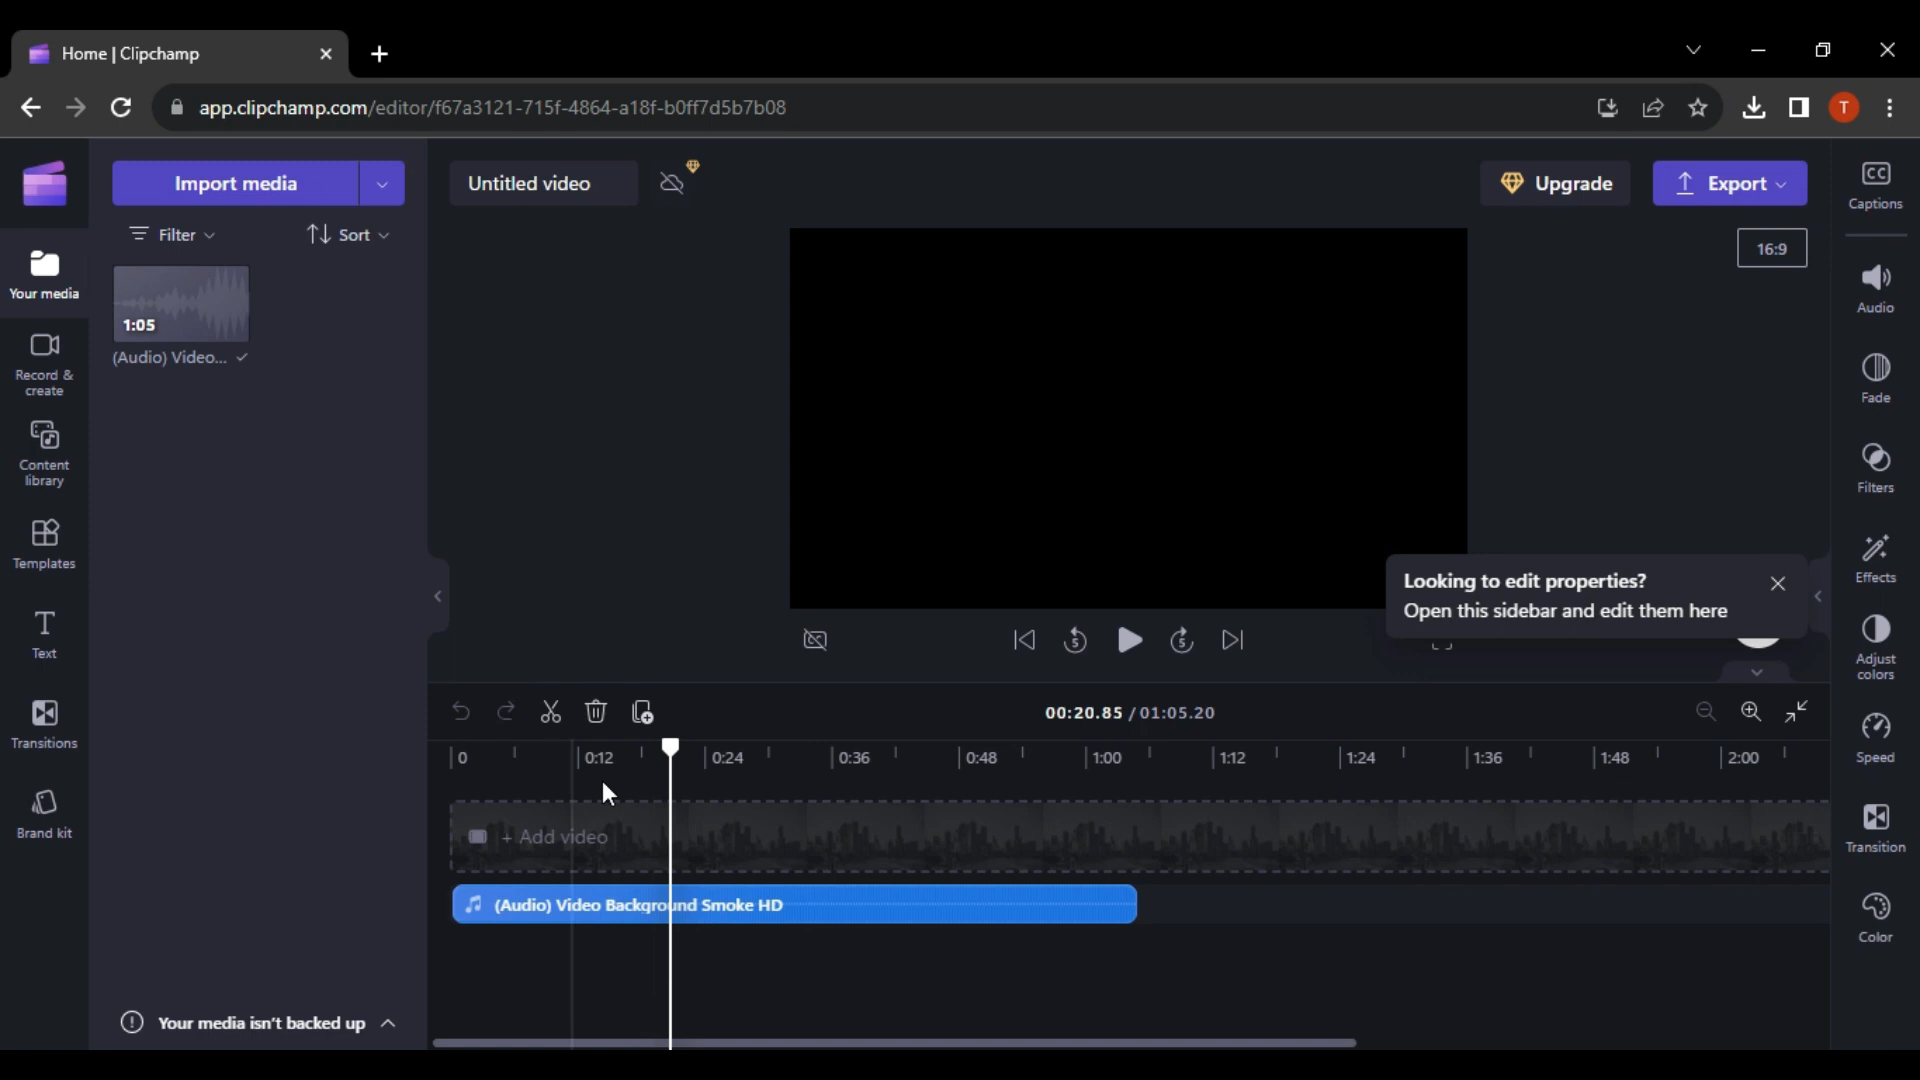 Home | Clipchamp
app.clipchamp.com/editor/f67a3121-715f-4864-a18f-b0ff7d5b7b08
T
Import media
Untitled video
Upgrade
Export
CC
Captions
Filter
Sort
16:9
Your media
1:05
(Audio) Video...
Audio
Record &
create
Fade
Content
library
Filters
Templates
Effects
Looking to edit properties?
Open this sidebar and edit them here
Text
5
5
Adjust
colors
Transitions
00:20.85 / 01:05.20
Speed
0
0:12
0:24
0:36
0:48
1:00
1:12
1:24
1:36
1:48
2:00
Brand kit
+ Add video
Transition
(Audio) Video Background Smoke HD
Color
Your media isn't backed up